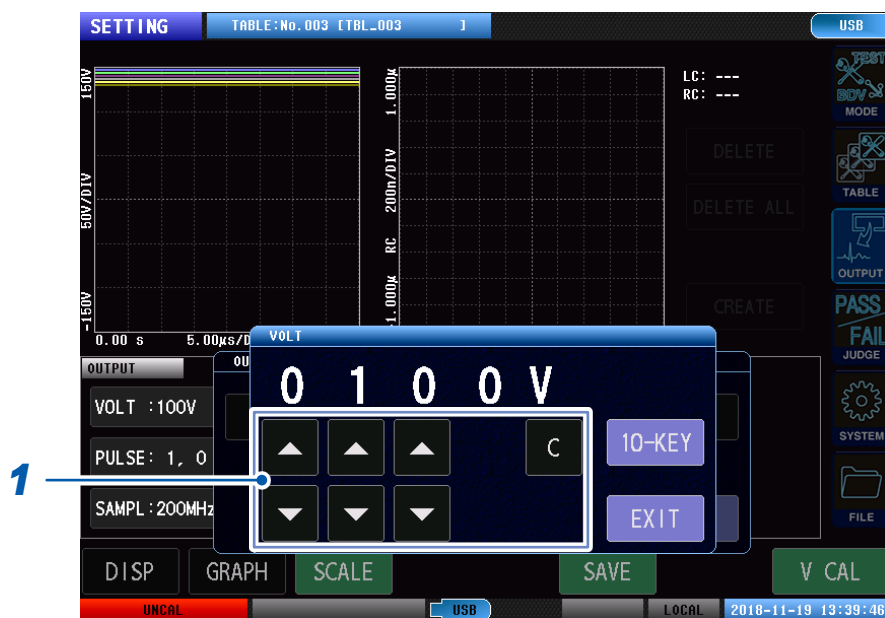 SETTING
TABLE:No.003 [TBL_003 ]
USB
150V
50V/DIV
-150V
0.00 s 5.00µs/D
1.000µ
200n/DIV
RC
-1.000µ
LC: ---
RC: ---
DELETE
DELETE ALL
CREATE
TEST
BDV
MODE
TABLE
OUTPUT
PASS
FAIL
JUDGE
SYSTEM
FILE
OUTPUT
VOLT :100V
PULSE: 1, 0
SAMPL:200MHz
OU
VOLT
0 1 0 0 V
C
10-KEY
EXIT
1
DISP
GRAPH
SCALE
SAVE
V CAL
UNCAL
USB
LOCAL
2018-11-19 13:39:46